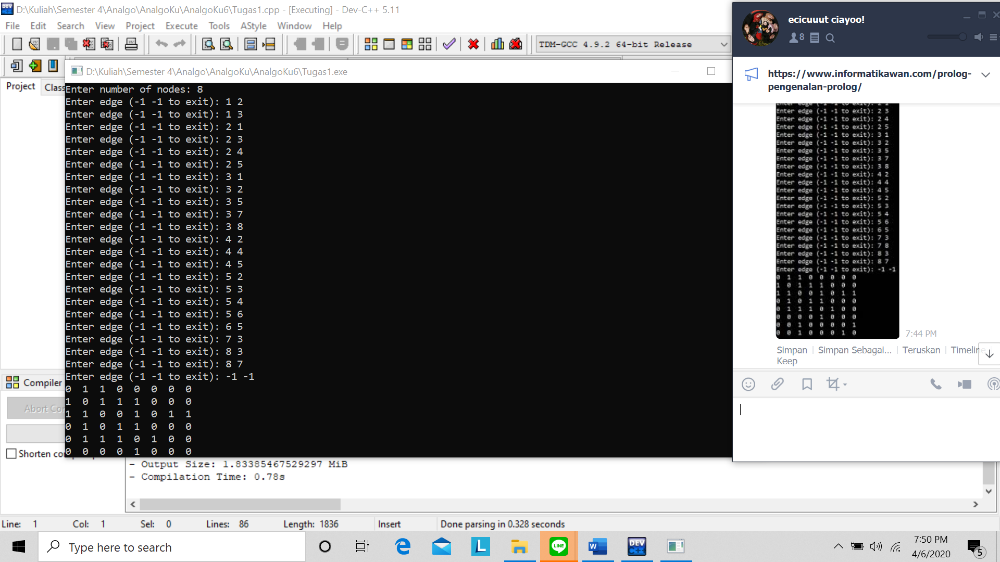 D:\Kuliah\Semester 4\Analgo\AnalgoKu\AnalgoKu6\Tugas1.cpp - [Executing] - Dev-C++ 5.11
File Edit Search View Project Execute Tools AStyle Window Help
TDM-GCC 4.9.2 64-bit Release
Project
Class
D:\Kuliah\Semester 4\Analgo\AnalgoKu\AnalgoKu6\Tugas1.exe
Enter number of nodes: 8
Enter edge (-1 -1 to exit): 1 2
Enter edge (-1 -1 to exit): 1 3
Enter edge (-1 -1 to exit): 2 1
Enter edge (-1 -1 to exit): 2 3
Enter edge (-1 -1 to exit): 2 4
Enter edge (-1 -1 to exit): 2 5
Enter edge (-1 -1 to exit): 3 1
Enter edge (-1 -1 to exit): 3 2
Enter edge (-1 -1 to exit): 3 5
Enter edge (-1 -1 to exit): 3 7
Enter edge (-1 -1 to exit): 3 8
Enter edge (-1 -1 to exit): 4 2
Enter edge (-1 -1 to exit): 4 4
Enter edge (-1 -1 to exit): 4 5
Enter edge (-1 -1 to exit): 5 2
Enter edge (-1 -1 to exit): 5 3
Enter edge (-1 -1 to exit): 5 4
Enter edge (-1 -1 to exit): 5 6
Enter edge (-1 -1 to exit): 6 5
Enter edge (-1 -1 to exit): 7 3
Enter edge (-1 -1 to exit): 8 3
Enter edge (-1 -1 to exit): 8 7
Enter edge (-1 -1 to exit): -1 -1
0 1 1 0 0 0 0 0
1 0 1 1 1 0 0 0
1 1 0 0 1 0 1 1
0 1 0 1 1 0 0 0
0 1 1 1 0 1 0 0
0 0 0 0 1 0 0 0
Compiler
Abort Co
Shorten co
- Output Size: 1.83385467529297 MiB
- Compilation Time: 0.78s
Line: 1 Col: 1 Sel: 0 Lines: 86 Length: 1836 Insert Done parsing in 0.328 seconds
ecicuuut ciayoo!
8
https://www.informatikawan.com/prolog-
pengenalan-prolog/
Enter edge (-1 -1 to exit): 2 3
Enter edge (-1 -1 to exit): 2 4
Enter edge (-1 -1 to exit): 2 5
Enter edge (-1 -1 to exit): 3 1
Enter edge (-1 -1 to exit): 3 2
Enter edge (-1 -1 to exit): 3 5
Enter edge (-1 -1 to exit): 3 7
Enter edge (-1 -1 to exit): 3 8
Enter edge (-1 -1 to exit): 4 2
Enter edge (-1 -1 to exit): 4 4
Enter edge (-1 -1 to exit): 4 5
Enter edge (-1 -1 to exit): 5 2
Enter edge (-1 -1 to exit): 5 3
Enter edge (-1 -1 to exit): 5 4
Enter edge (-1 -1 to exit): 5 6
Enter edge (-1 -1 to exit): 6 5
Enter edge (-1 -1 to exit): 7 3
Enter edge (-1 -1 to exit): 7 8
Enter edge (-1 -1 to exit): 8 3
Enter edge (-1 -1 to exit): 8 7
Enter edge (-1 -1 to exit): -1 -1
0 1 1 0 0 0 0 0
1 0 1 1 1 0 0 0
1 1 0 0 1 0 1 1
0 1 0 1 1 0 0 0
0 1 1 1 0 1 0 0
0 0 0 0 1 0 0 0
0 0 1 0 0 0 0 1
0 0 1 0 0 0 1 0
7:44 PM
Simpan Simpan Sebagai... Teruskan Timeline
Keep
Type here to search
L
LINE
W
DEV
C++
7:50 PM
4/6/2020
5